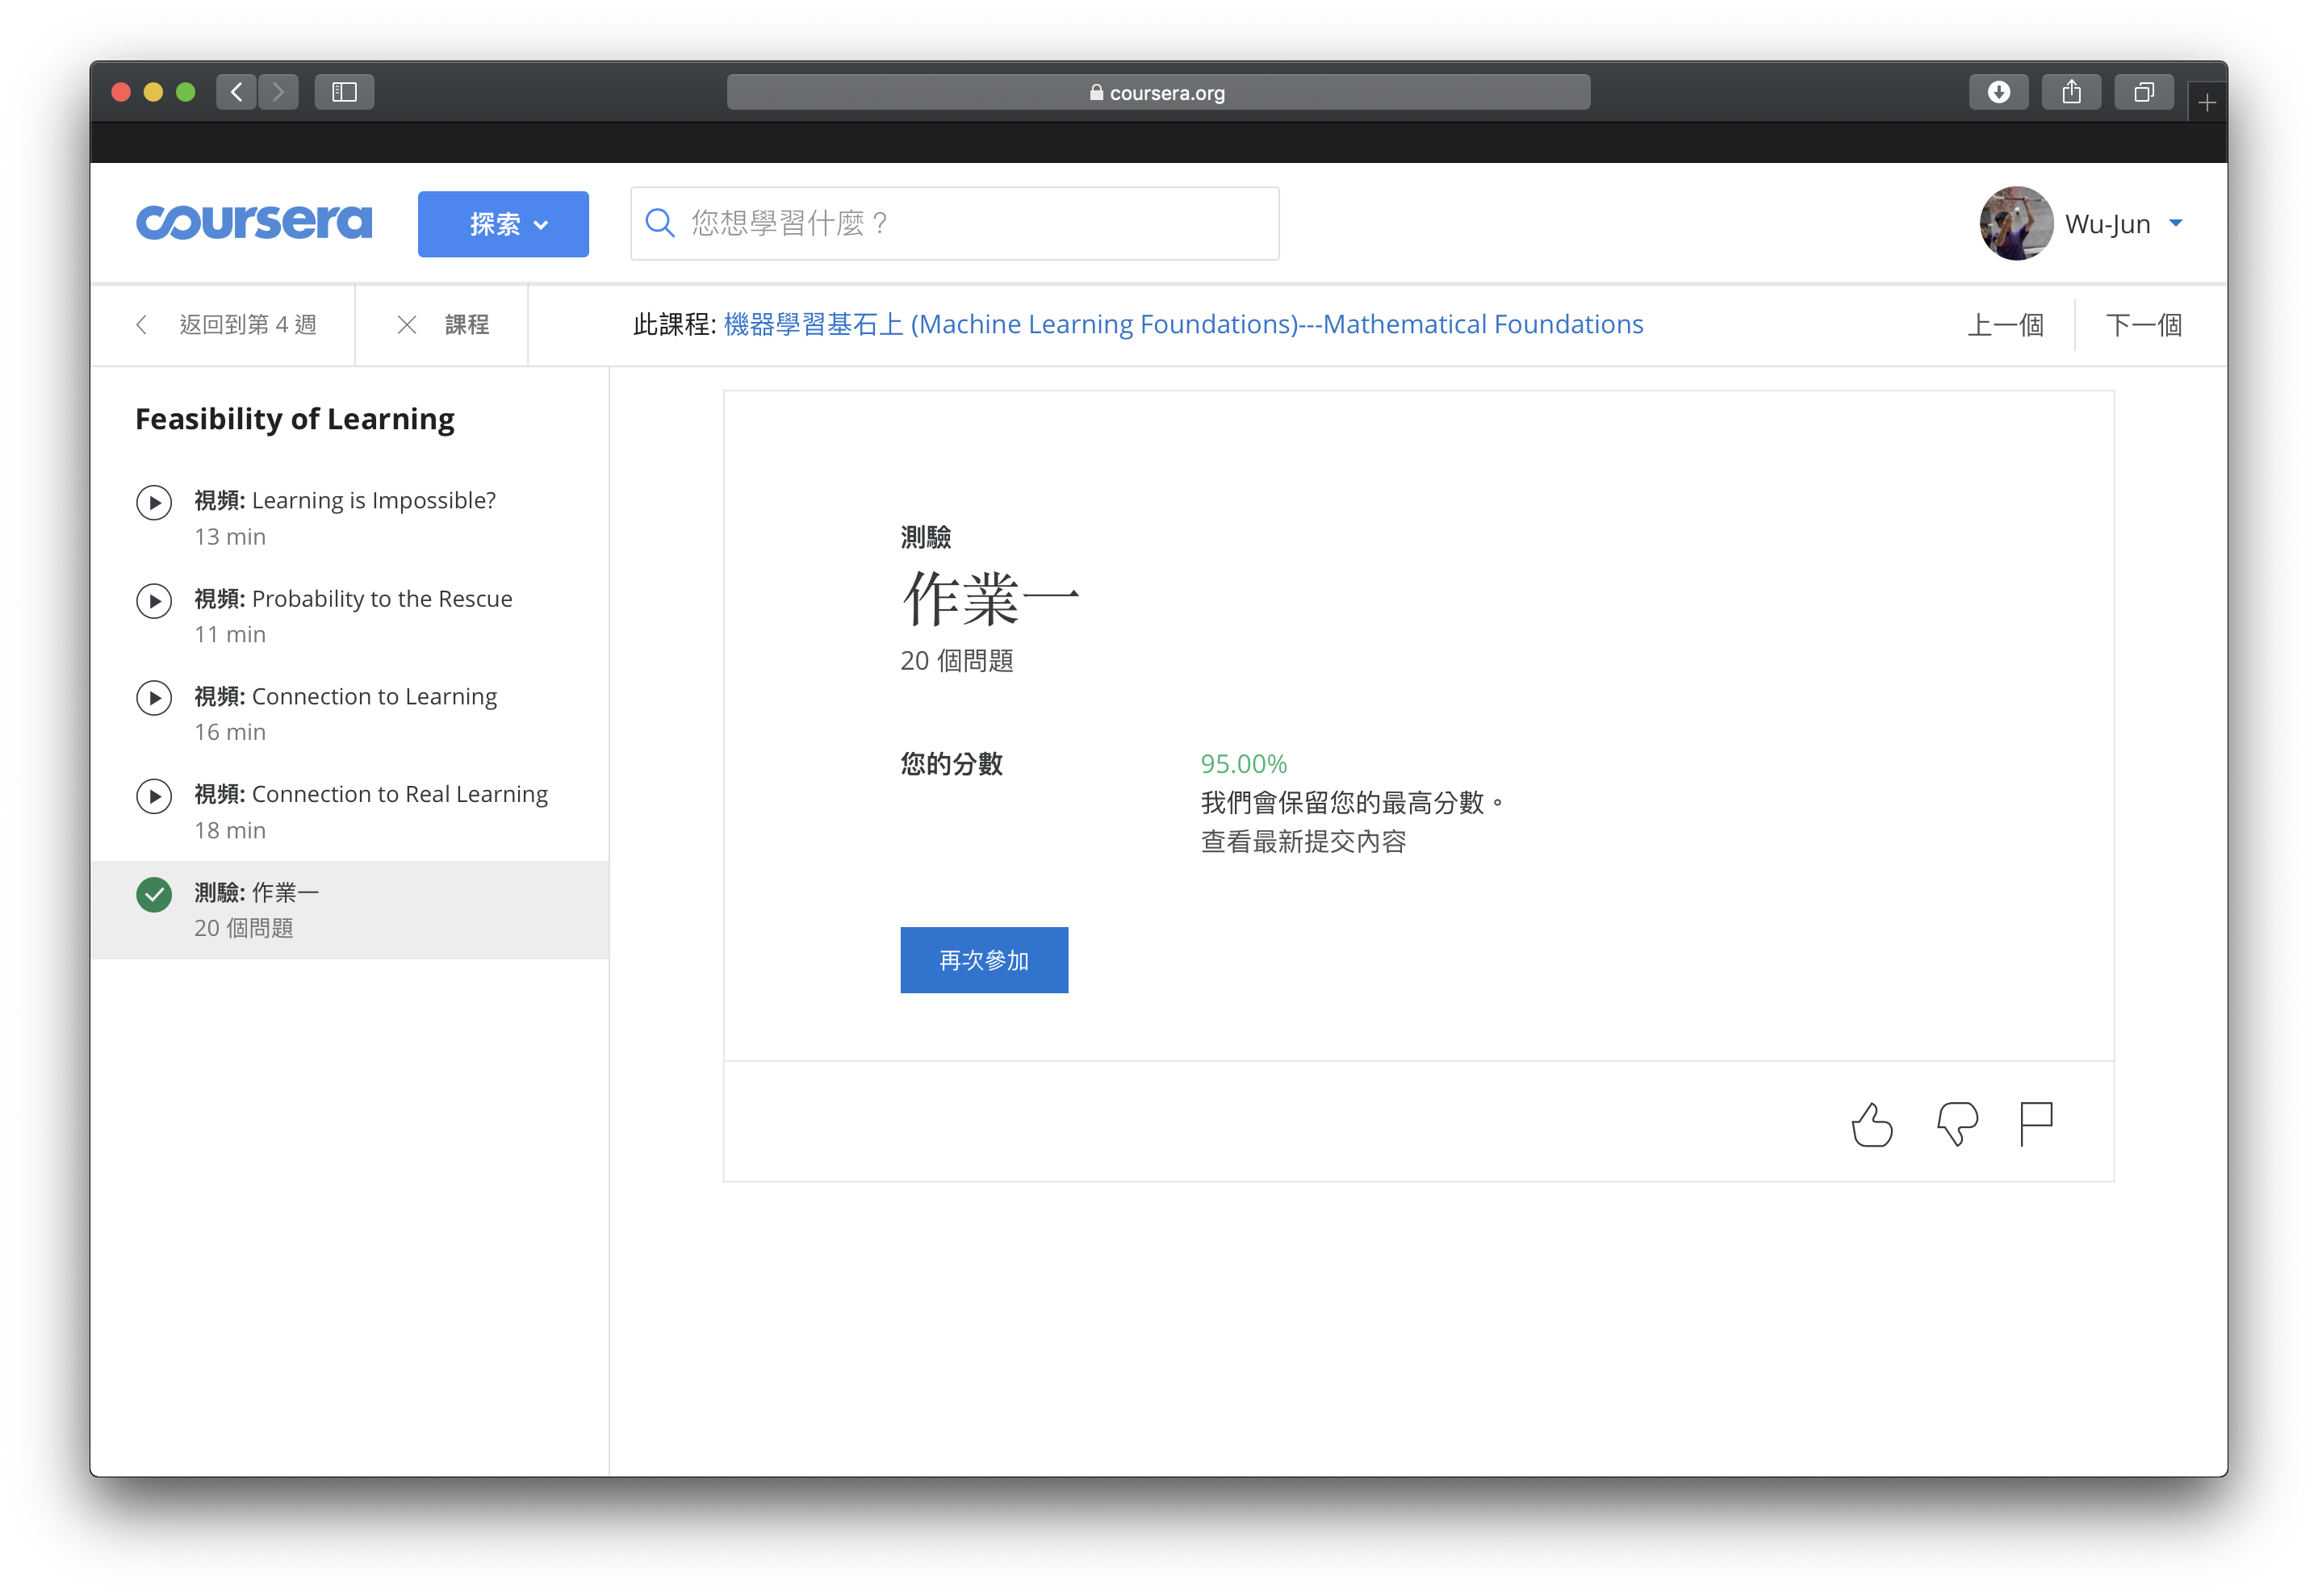 coursera.org
coursera
探索
您想學習什麼？
Wu-Jun
返回到第 4 週
課程
此課程: 機器學習基石上 (Machine Learning Foundations)---Mathematical Foundations
上一個
下一個
Feasibility of Learning
視頻: Learning is Impossible?
13 min
視頻: Probability to the Rescue
11 min
視頻: Connection to Learning
16 min
視頻: Connection to Real Learning
18 min
測驗: 作業一
20 個問題
測驗
作業一
20 個問題
您的分數
95.00%
我們會保留您的最高分數。
查看最新提交內容
再次參加